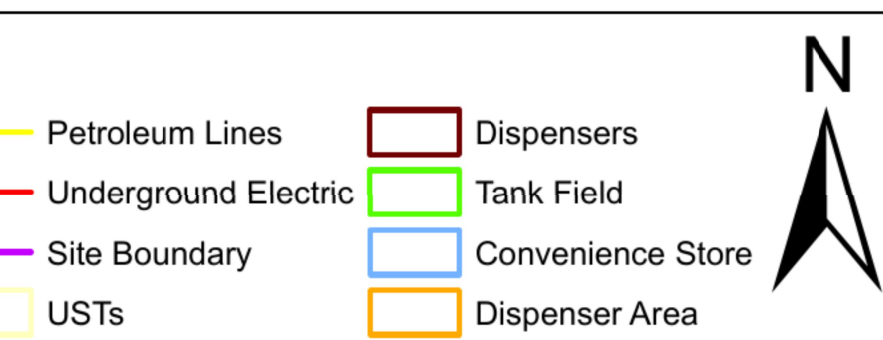 N
Petroleum Lines
Dispensers
Underground Electric
Tank Field
Site Boundary
Convenience Store
USTs
Dispenser Area